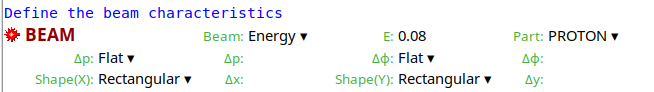 Define the beam characteristics
BEAM Beam: Energy ▼ E: 0.08 Part: PROTON ▼
Δp: Flat ▼ Δp: Δϕ: Flat ▼ Δϕ:
Shape(X): Rectangular ▼ Δx: Shape(Y): Rectangular ▼ Δy: